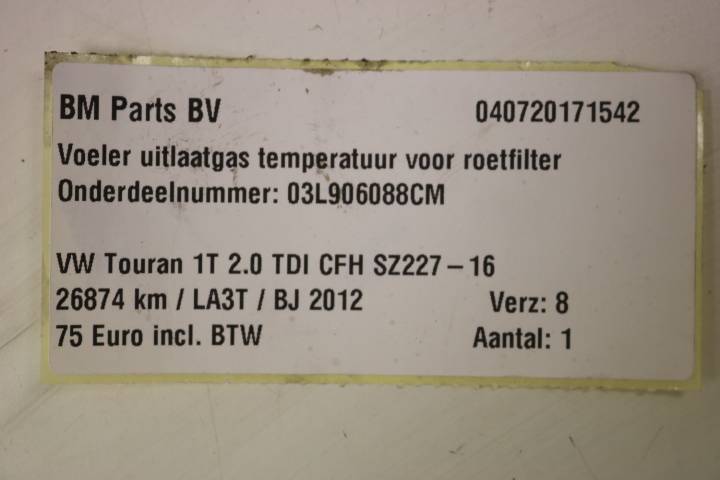 BM Parts BV 040720171542
Voeler uitlaatgas temperatuur voor roetfilter
Onderdeelnummer: 03L906088CM
VW Touran 1T 2.0 TDI CFH SZ227-16
26874 km / LA3T / BJ 2012 Verz: 8
75 Euro incl. BTW Aantal: 1